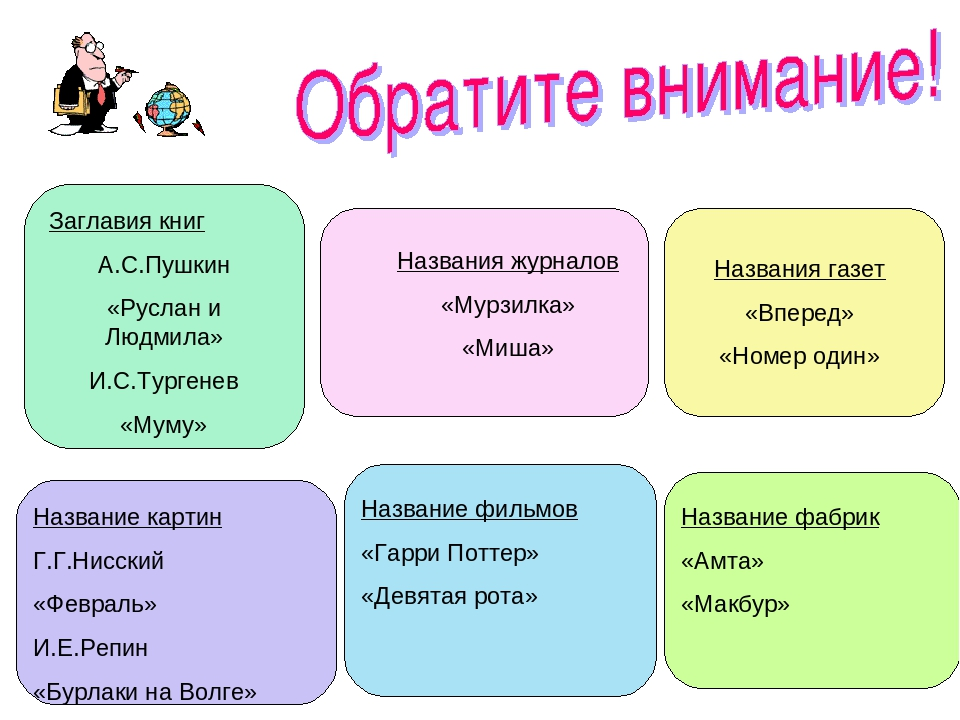 Обратите внимание!
Заглавия книг
А.С.Пушкин
«Руслан и
Людмила»
И.С.Тургенев
«Муму»
Названия журналов
«Мурзилка»
«Миша»
Названия газет
«Вперед»
«Номер один»
Название картин
Г.Г.Нисский
«Февраль»
И.Е.Репин
«Бурлаки на Волге»
Название фильмов
«Гарри Поттер»
«Девятая рота»
Название фабрик
«Амта»
«Макбур»